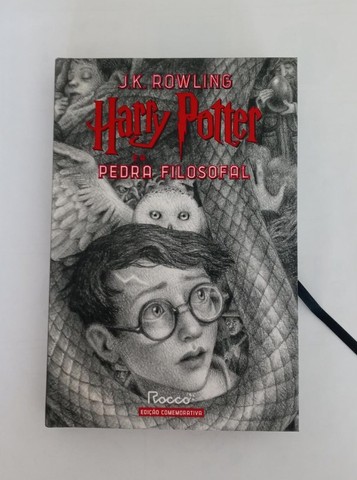 J.K. ROWLING
Harry Potter
E A
PEDRA FILOSOFAL
Rocco
EDIÇÃO COMEMORATIVA